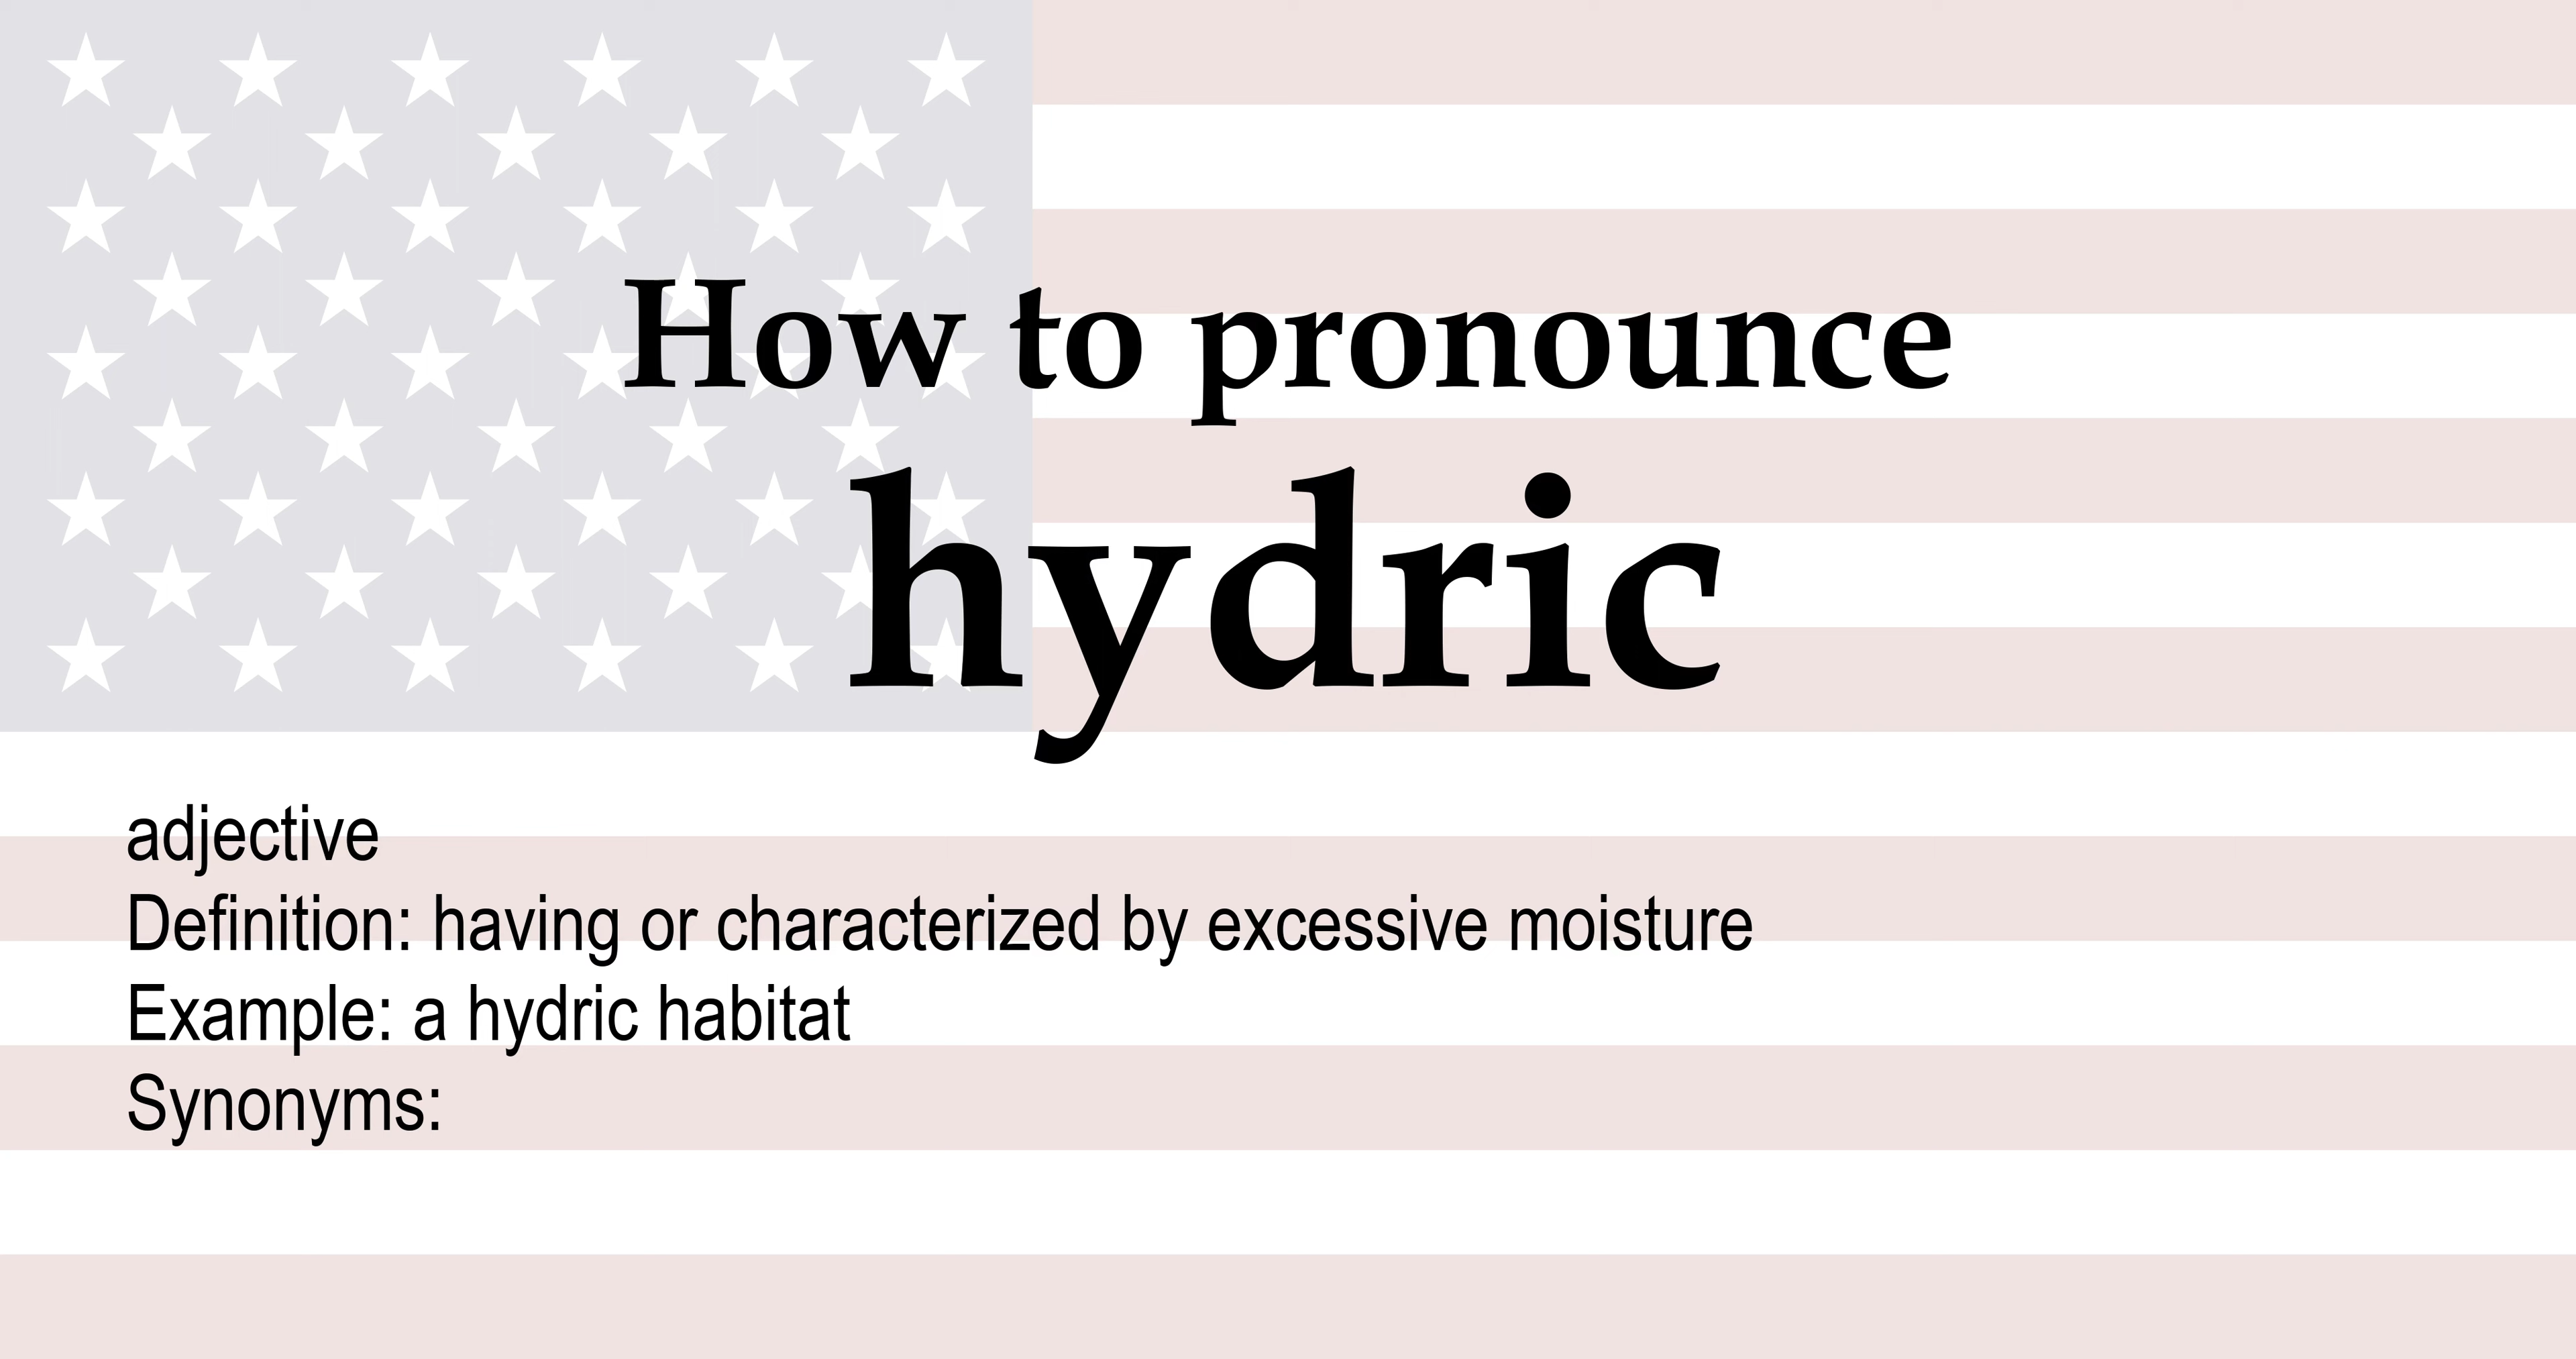 How to pronounce
hydric
adjective
Definition: having or characterized by excessive moisture
Example: a hydric habitat
Synonyms: